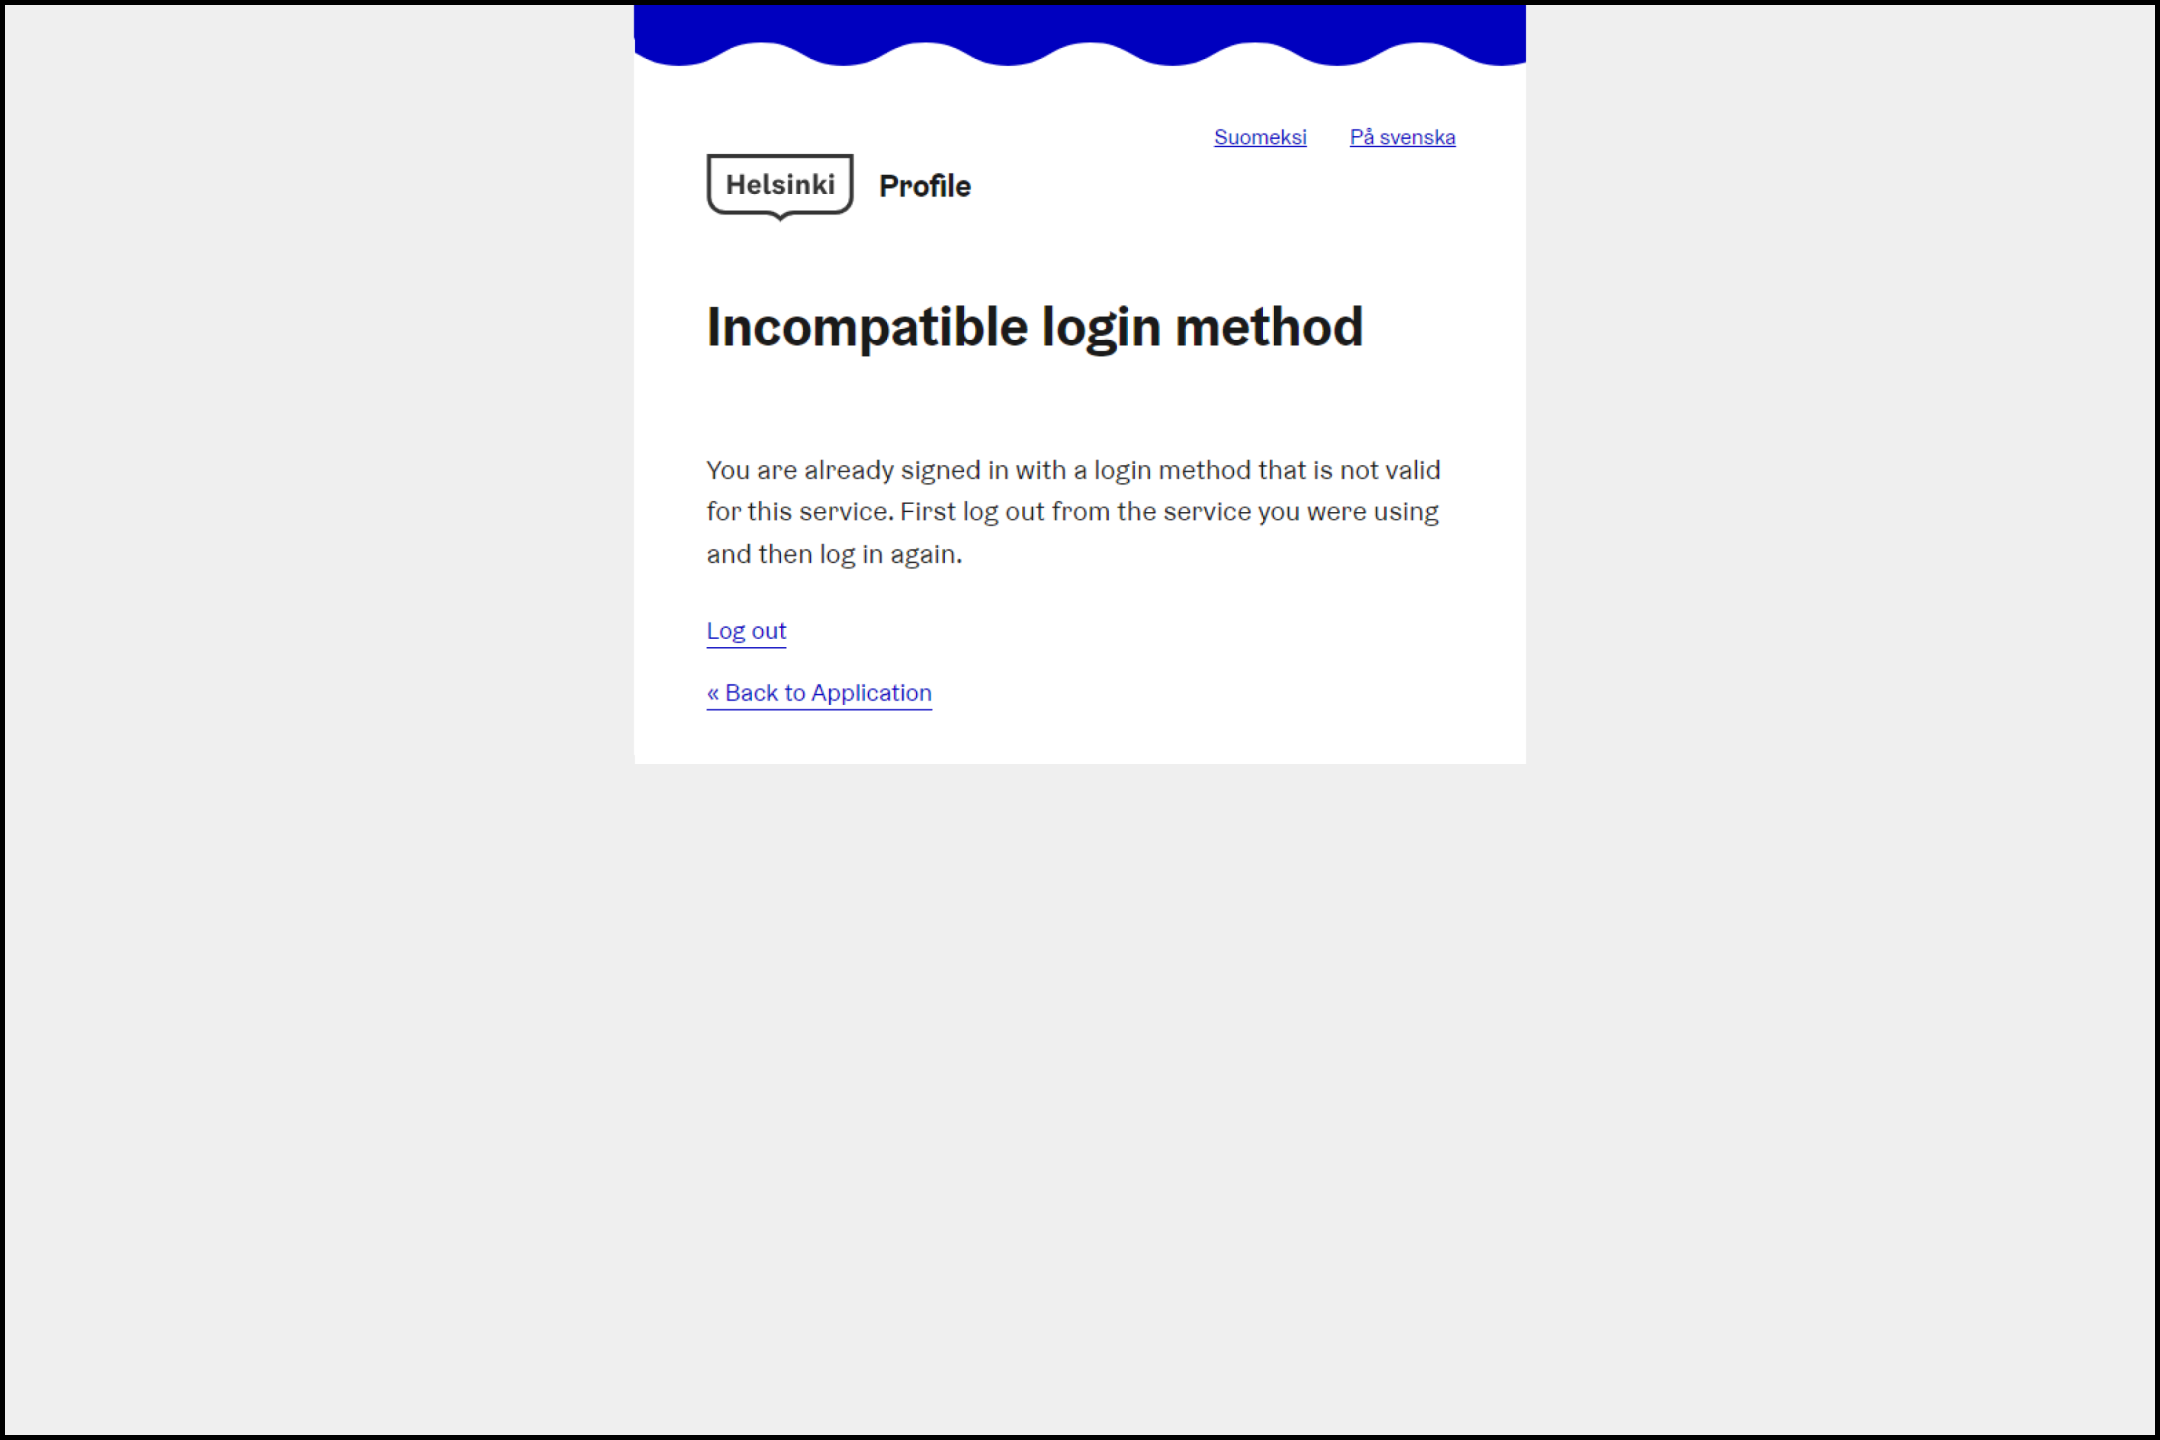 Suomeksi På svenska
Helsinki Profile
Incompatible login method
You are already signed in with a login method that is not valid
for this service. First log out from the service you were using
and then log in again.
Log out
« Back to Application